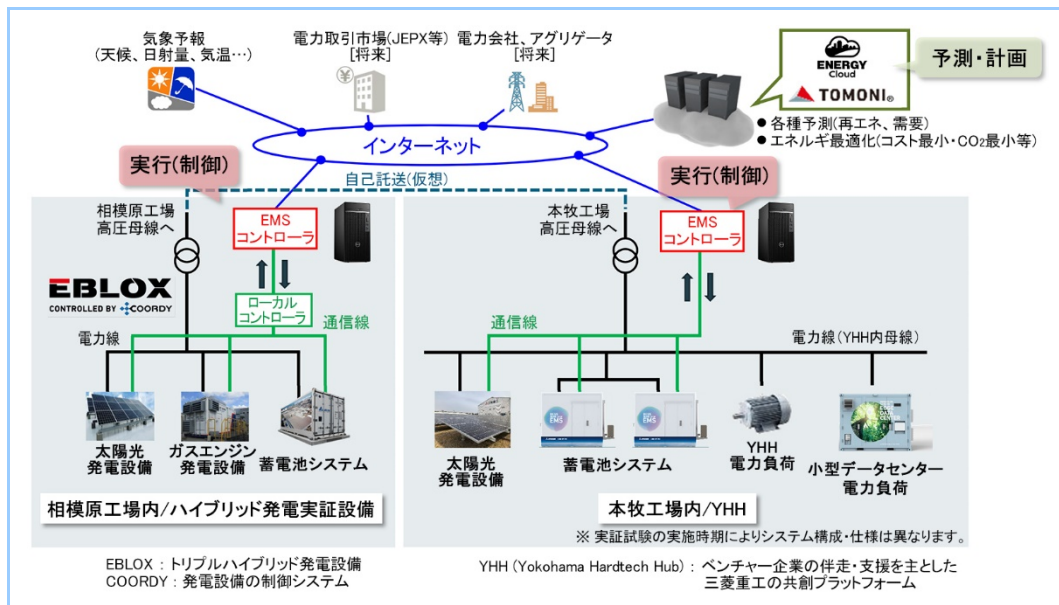 気象予報
(天候、日射量、気温…)
電力取引市場(JEPX等)
[将来]
電力会社、アグリゲータ
[将来]
ENERGY
Cloud
TOMONI®
予測・計画
● 各種予測(再エネ、需要)
● エネルギ最適化(コスト最小・CO₂最小等)
インターネット
実行(制御)
自己託送(仮想)
実行(制御)
相模原工場
高圧母線へ
EMS
コントローラ
本牧工場
高圧母線へ
EMS
コントローラ
EBLOX
CONTROLLED BY COORDY
ローカル
コントローラ
電力線
通信線
通信線
電力線(YHH内母線)
太陽光
発電設備
ガスエンジン
発電設備
蓄電池システム
太陽光
発電設備
EMS
EMS
蓄電池システム
YHH
電力負荷
小型データセンター
電力負荷
相模原工場内/ハイブリッド発電実証設備
本牧工場内/YHH
※ 実証試験の実施時期によりシステム構成・仕様は異なります。
EBLOX : トリプルハイブリッド発電設備
COORDY : 発電設備の制御システム
YHH (Yokohama Hardtech Hub) : ベンチャー企業の伴走・支援を主とした
三菱重工の共創プラットフォーム